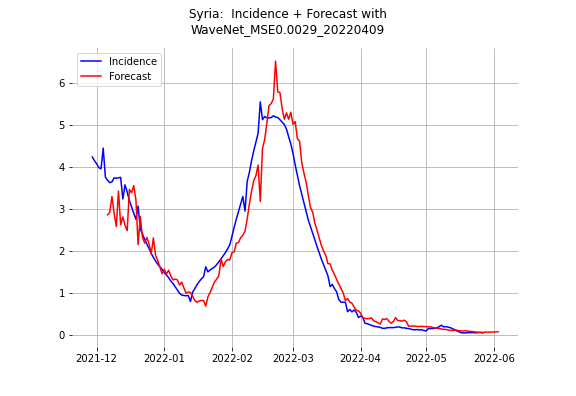 Syria:  Incidence + Forecast with
WaveNet_MSE0.0029_20220409
Incidence
Forecast
6
5
4
3
2
1
0
2021-12 2022-01 2022-02 2022-03 2022-04 2022-05 2022-06